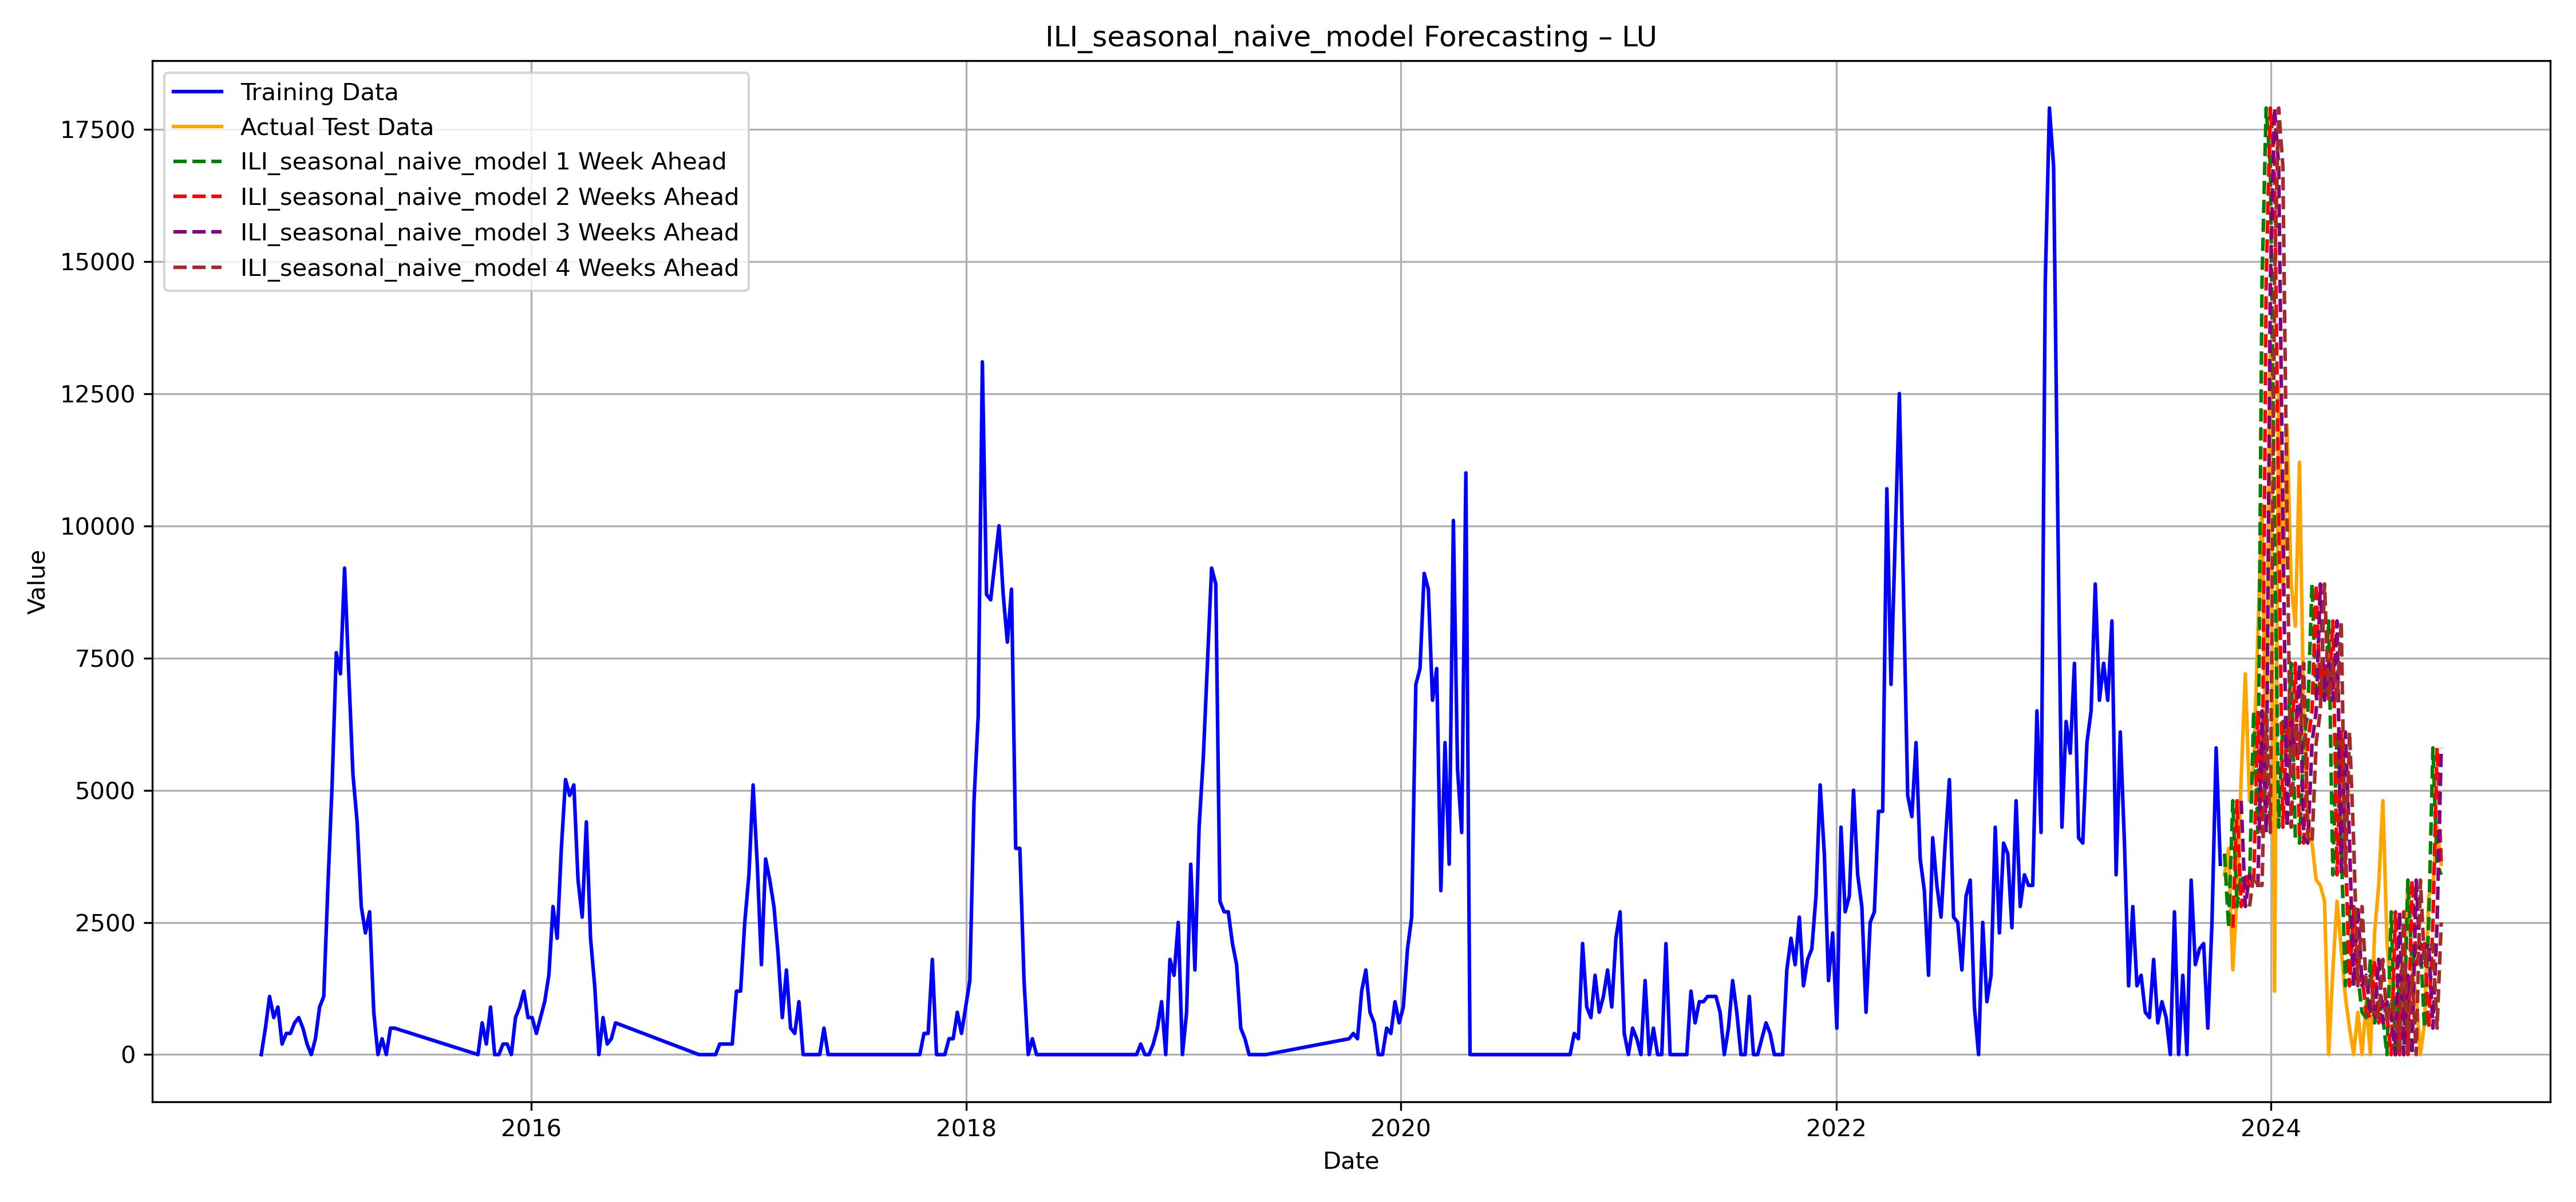 ILI_seasonal_naive_model Forecasting – LU
Training Data
Actual Test Data
ILI_seasonal_naive_model 1 Week Ahead
ILI_seasonal_naive_model 2 Weeks Ahead
ILI_seasonal_naive_model 3 Weeks Ahead
ILI_seasonal_naive_model 4 Weeks Ahead
17500
15000
12500
10000
7500
5000
2500
0
Value
2016
2018
2020
2022
2024
Date